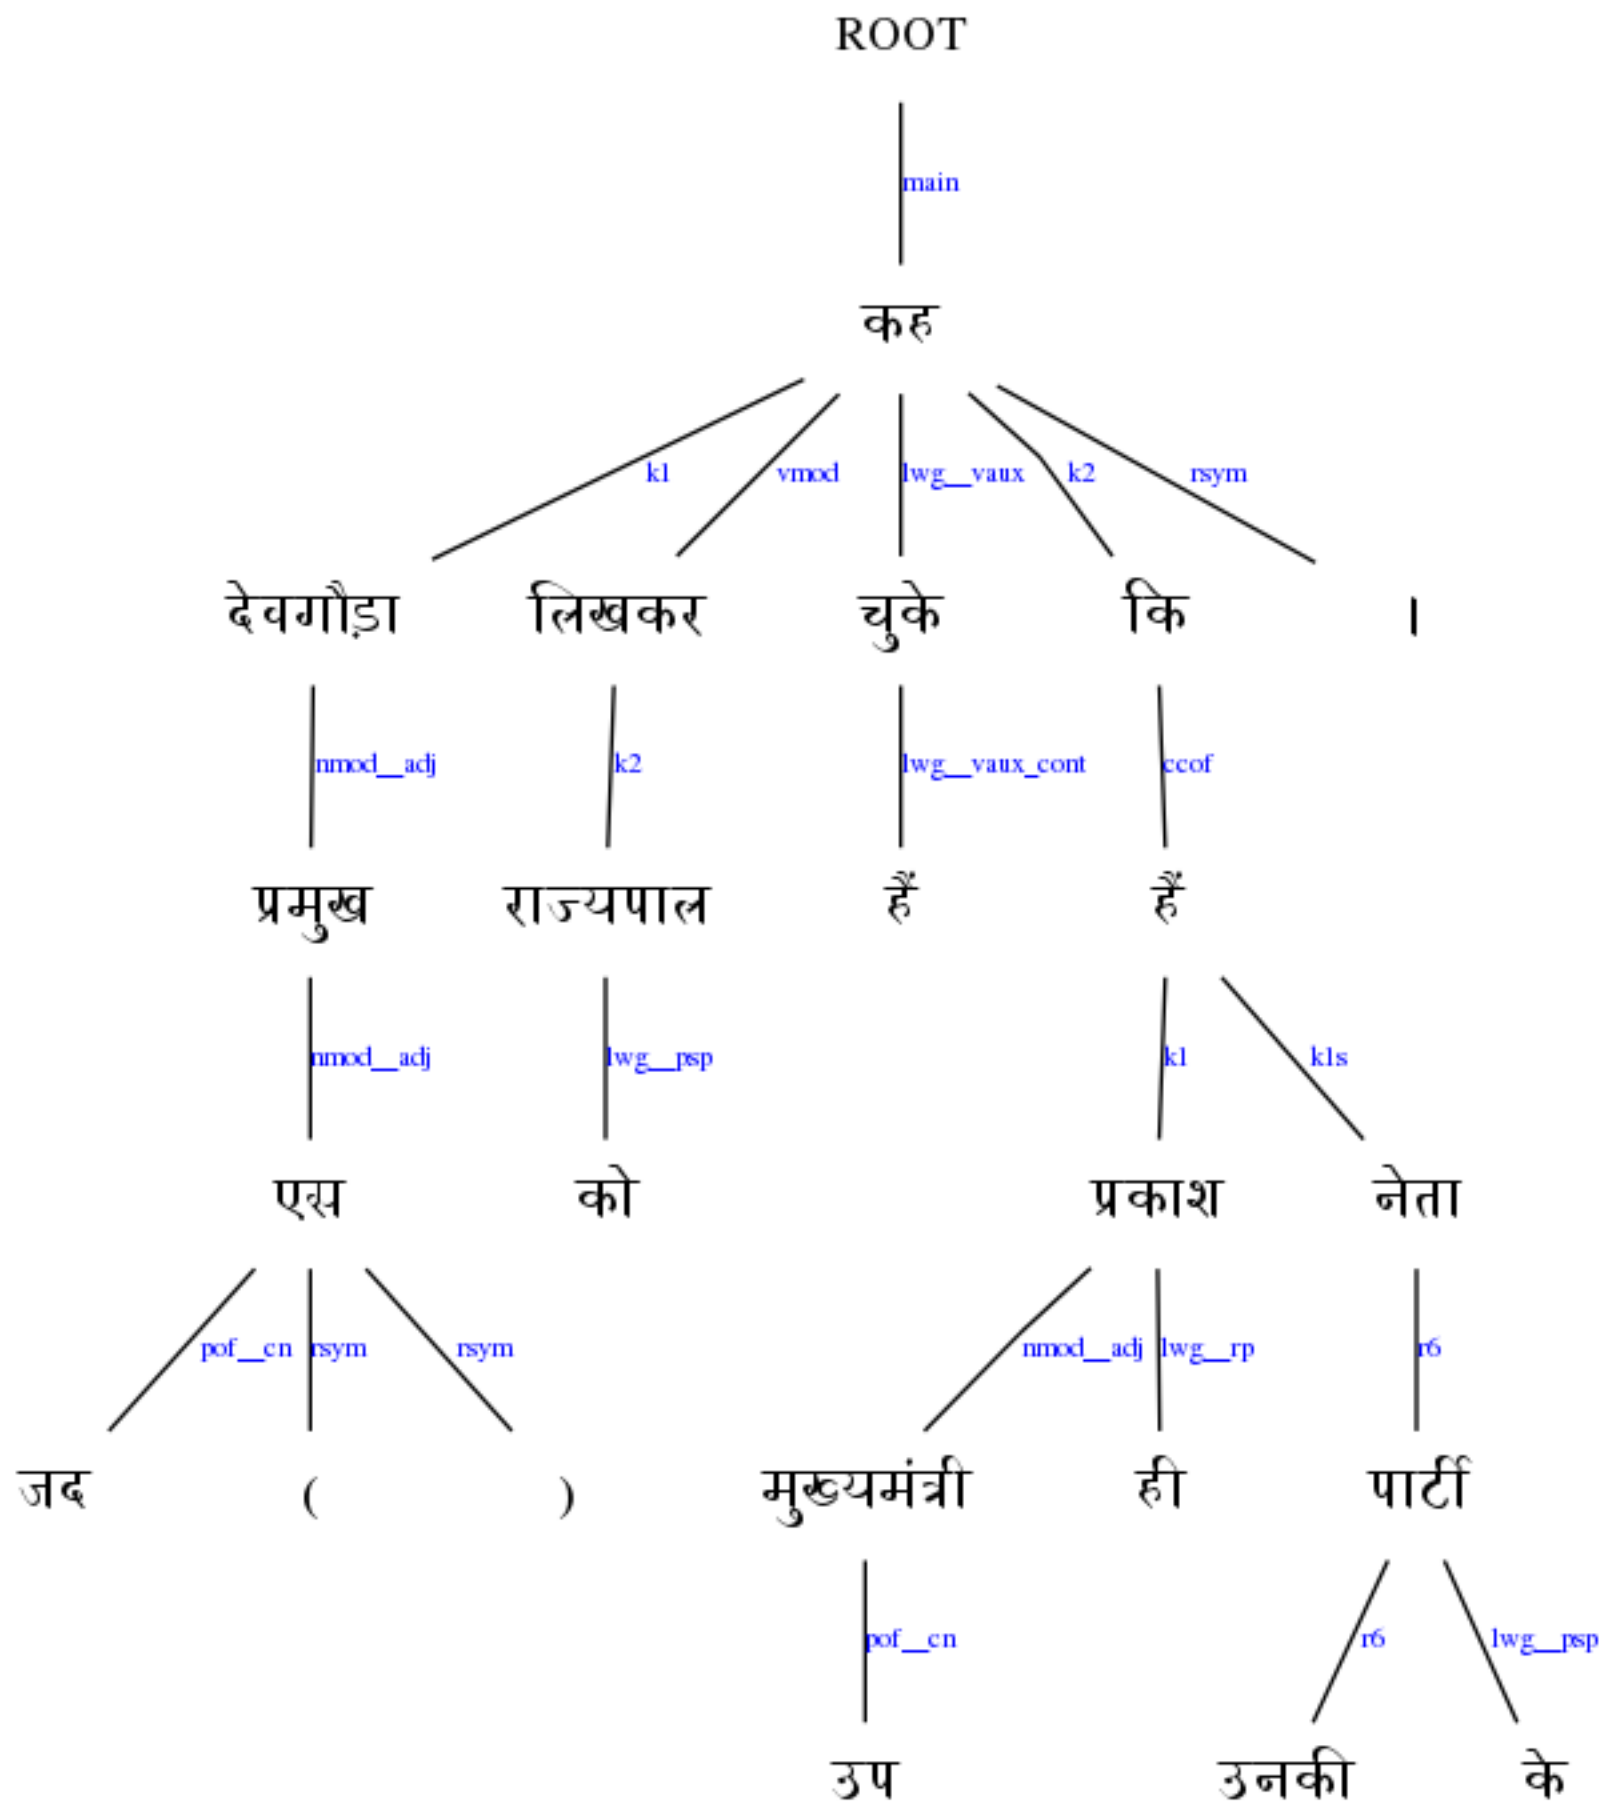 ROOT
main
कह
k1 vmod lwg__vaux k2 rsym
देवगौड़ा लिखकर चुके कि ।
nmod__adj k2 lwg__vaux_cont ccof
प्रमुख राज्यपाल हैं हैं
nmod__adj lwg__psp k1 k1s
एस को प्रकाश नेता
pof__cn rsym rsym nmod__adj lwg__rp r6
जद ( ) मुख्यमंत्री ही पार्टी
pof__cn r6 lwg__psp
उप उनकी के